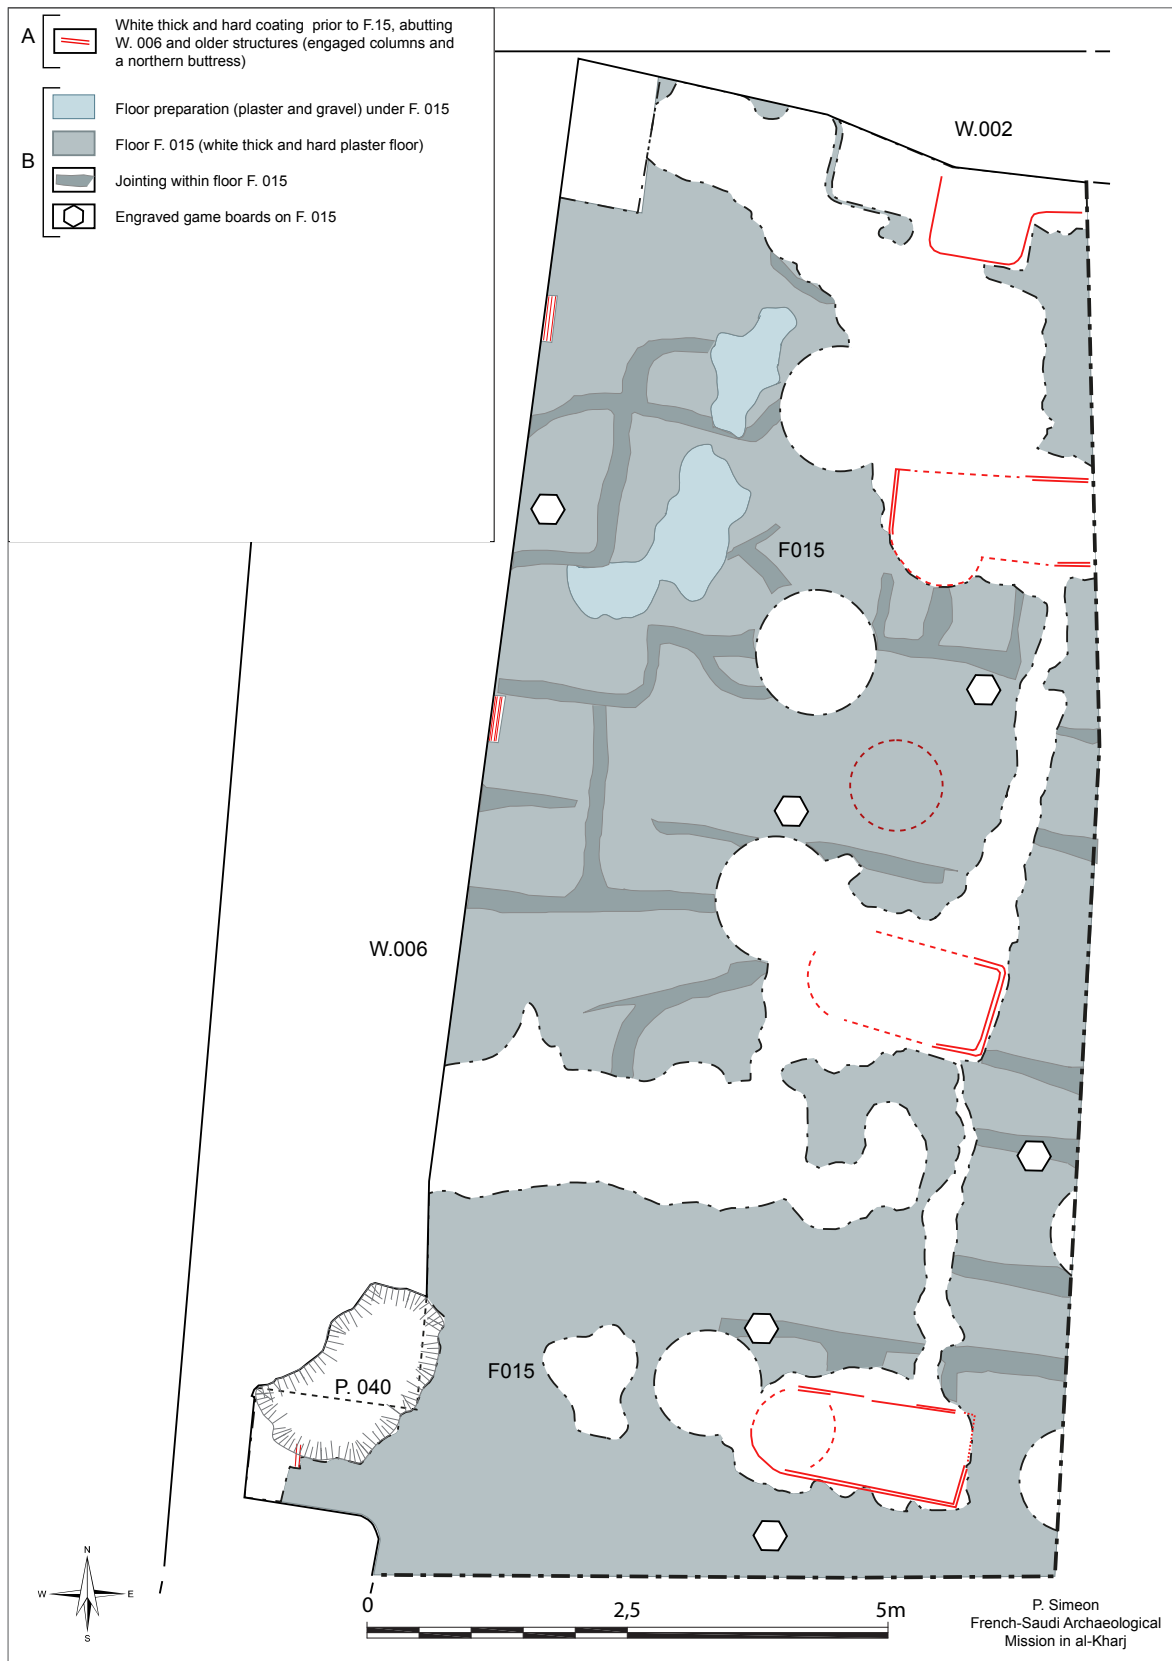 A
White thick and hard coating prior to F.15, abutting
W. 006 and older structures (engaged columns and
a northern buttress)
B
Floor preparation (plaster and gravel) under F. 015
Floor F. 015 (white thick and hard plaster floor)
Jointing within floor F. 015
Engraved game boards on F. 015
W.002
F015
W.006
F015
P. 040
N
W
E
S
0
2,5
5m
P. Simeon
French-Saudi Archaeological
Mission in al-Kharj